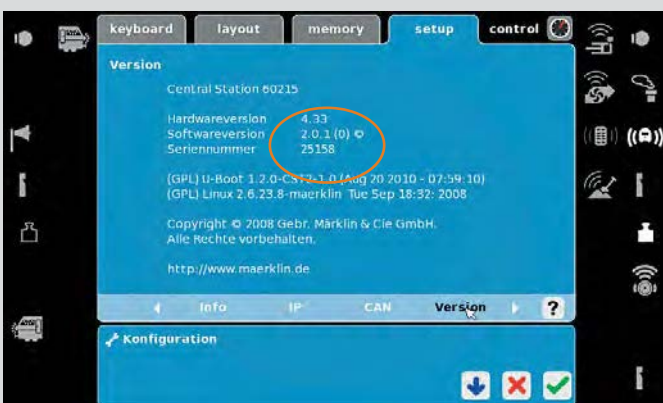 keyboard layout memory setup control
Version
Central Station 60215
Hardwareversion 4.33
Softwareversion 2.0.1 (0) ©
Seriennummer 25158
(GPL) U-Boot 1.2.0-CST2-1.0 (Aug 20 2010 - 07:59:10)
(GPL) Linux 2.6.23.8-maerklin Tue Sep 18:32: 2008
Copyright © 2008 Gebr. Märklin & Cie GmbH.
Alle Rechte vorbehalten.
http://www.maerklin.de
Info IP CAN Version ?
Konfiguration